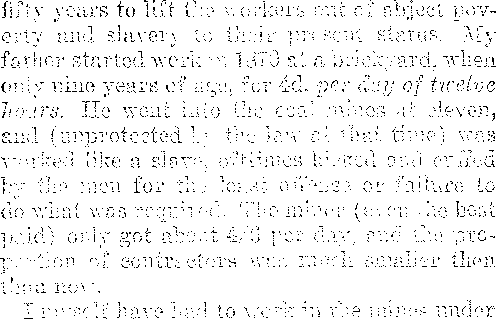 fifty years to lift the workers out of abject pov-
erty and slavery to their present status. My
father started work in 1870 at a brickyard, when
only nine years of age, for 4d. per day of twelve
hours. He went into the coal mines at eleven,
and (unprotected by the law at that time) was
worked like a slave, ofttimes kicked and cuffed
by the men for the least offense or failure to
do what was required. The miner (even the best
paid) only got about per day, and the pro-
portion of contractors was much smaller then
than now.
I myself have had to work in the mines under